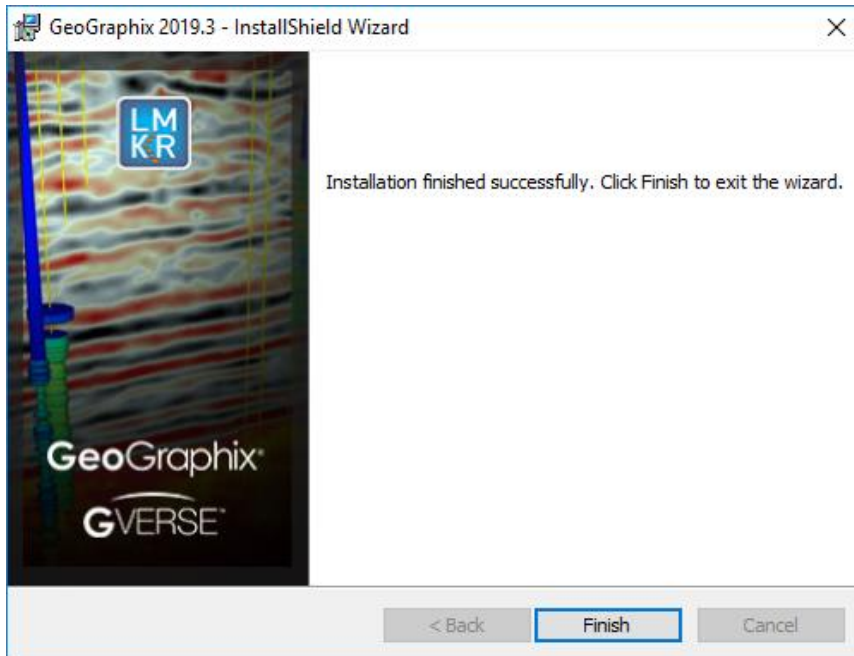 GeoGraphix 2019.3 - InstallShield Wizard
LM
KR
Installation finished successfully. Click Finish to exit the wizard.
GeoGraphix®
GVERSE™
< Back
Finish
Cancel